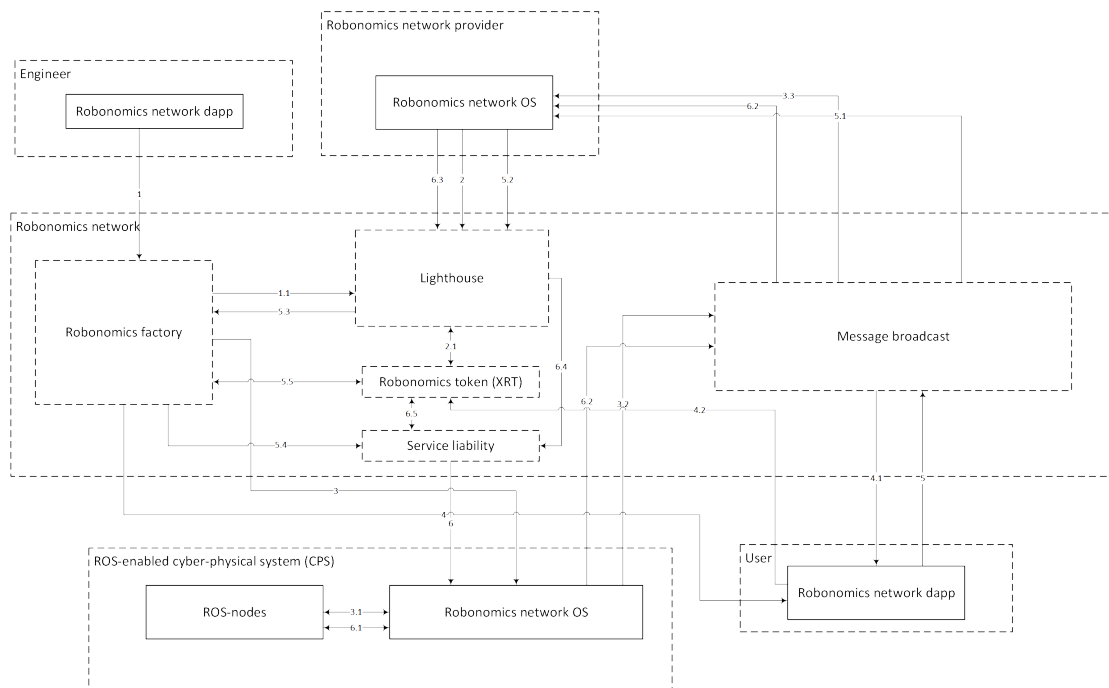 Robonomics network provider
Engineer
Robonomics network dapp
Robonomics network OS
3.3
6.2
5.1
1
6.3
2
5.2
Robonomics network
Robonomics factory
1.1
5.3
Lighthouse
Message broadcast
2.1
6.4
5.5
Robonomics token (XRT)
6.5
6.2
3.2
4.2
5.4
Service liability
4.1
5
3
4
6
ROS-enabled cyber-physical system (CPS)
User
ROS-nodes
3.1
6.1
Robonomics network OS
Robonomics network dapp